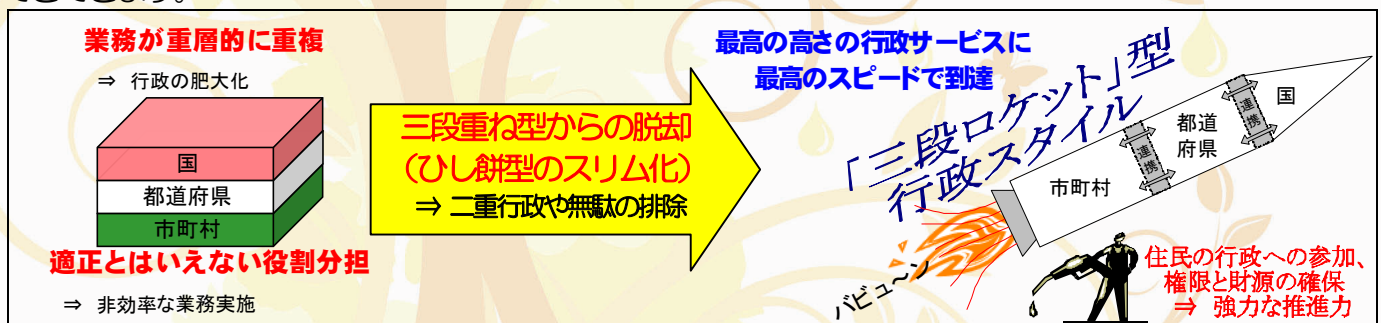 業務が重層的に重複
⇒ 行政の肥大化
国
都道府県
市町村
適正とはいえない役割分担
⇒ 非効率な業務実施
三段重ね型からの脱却
（ひし餅型のスリム化）
⇒ 二重行政や無駄の排除
最高の高さの行政サービスに
最高のスピードで到達
「三段ロケット」型
行政スタイル
国
連携
都道
府県
連携
市町村
バビュ～ン
住民の行政への参加、
権限と財源の確保
⇒ 強力な推進力